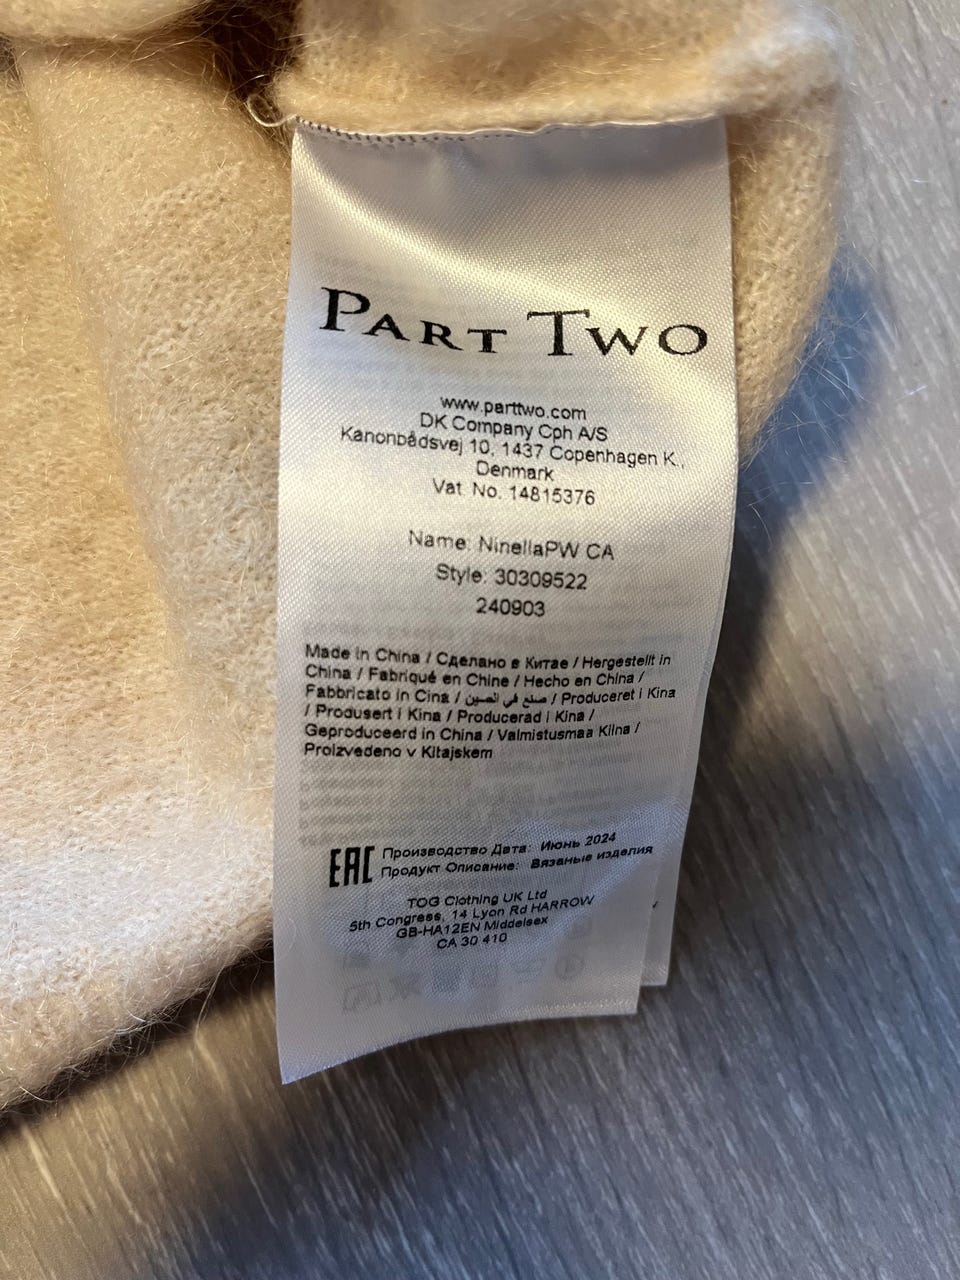 PART TWO
www.parttwo.com
DK Company Cph A/S
Kanonbådsvej 10, 1437 Copenhagen K.,
Denmark
Vat. No. 14815376
Name: NinellaPW CA
Style: 30309522
240903
Made in China / Сделано в Китае / Hergestellt in
China / Fabriqué en Chine / Hecho en China /
Fabbricato in Cina / صنع في الصين / Produceret i Kina
/ Produsert i Kina / Producerad i Kina /
Geproduceerd in China / Valmistusmaa Kiina /
Proizvedeno v Kitajskem
EAC Производство Дата: Июнь 2024
Продукт Описание: Вязаные изделия
TOG Clothing UK Ltd
5th Congress, 14 Lyon Rd HARROW
GB-HA12EN Middelsex
CA 30 410